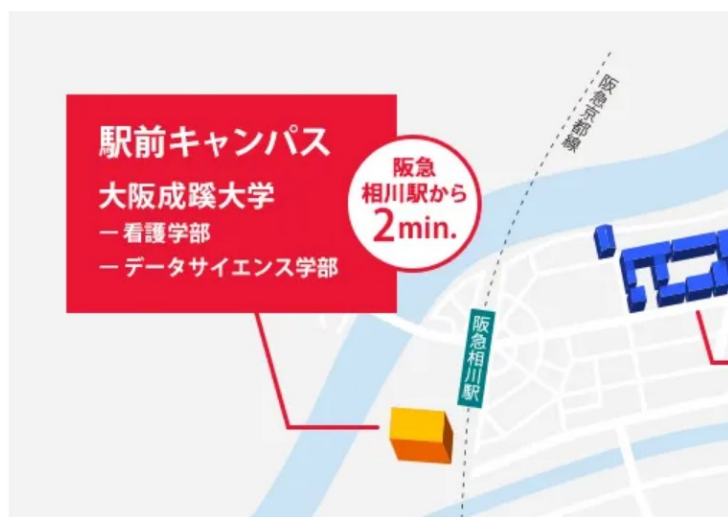 駅前キャンパス
大阪成蹊大学
― 看護学部
― データサイエンス学部
阪急
相川駅から
2min.
阪急京都線
阪急相川駅